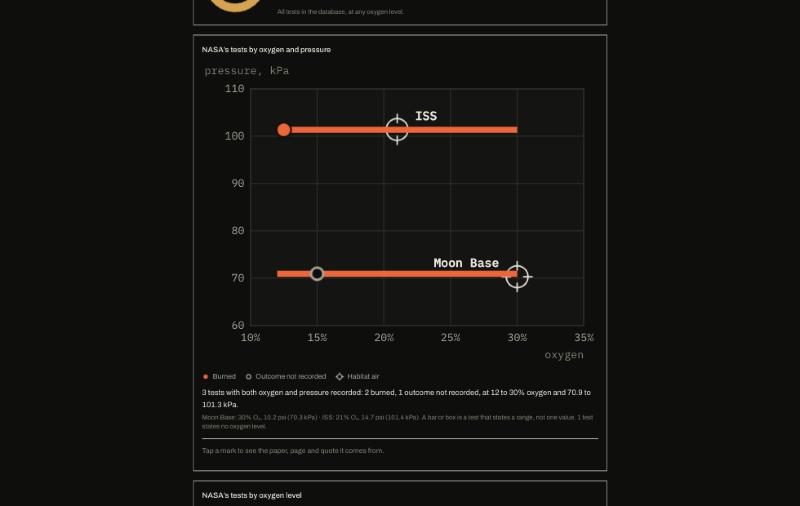 All tests in the database, at any oxygen level.
NASA's tests by oxygen and pressure
pressure, kPa
110
ISS
100
90
80
Moon Base
70
60
10% 15% 20% 25% 30% 35%
oxygen
Burned Outcome not recorded Habitat air
3 tests with both oxygen and pressure recorded: 2 burned, 1 outcome not recorded, at 12 to 30% oxygen and 70.9 to
101.3 kPa.
Moon Base: 30% O₂, 10.2 psi (70.3 kPa) · ISS: 21% O₂, 14.7 psi (101.4 kPa). A bar or box is a test that states a range, not one value. 1 test
states no oxygen level.
Tap a mark to see the paper, page and quote it comes from.
NASA's tests by oxygen level